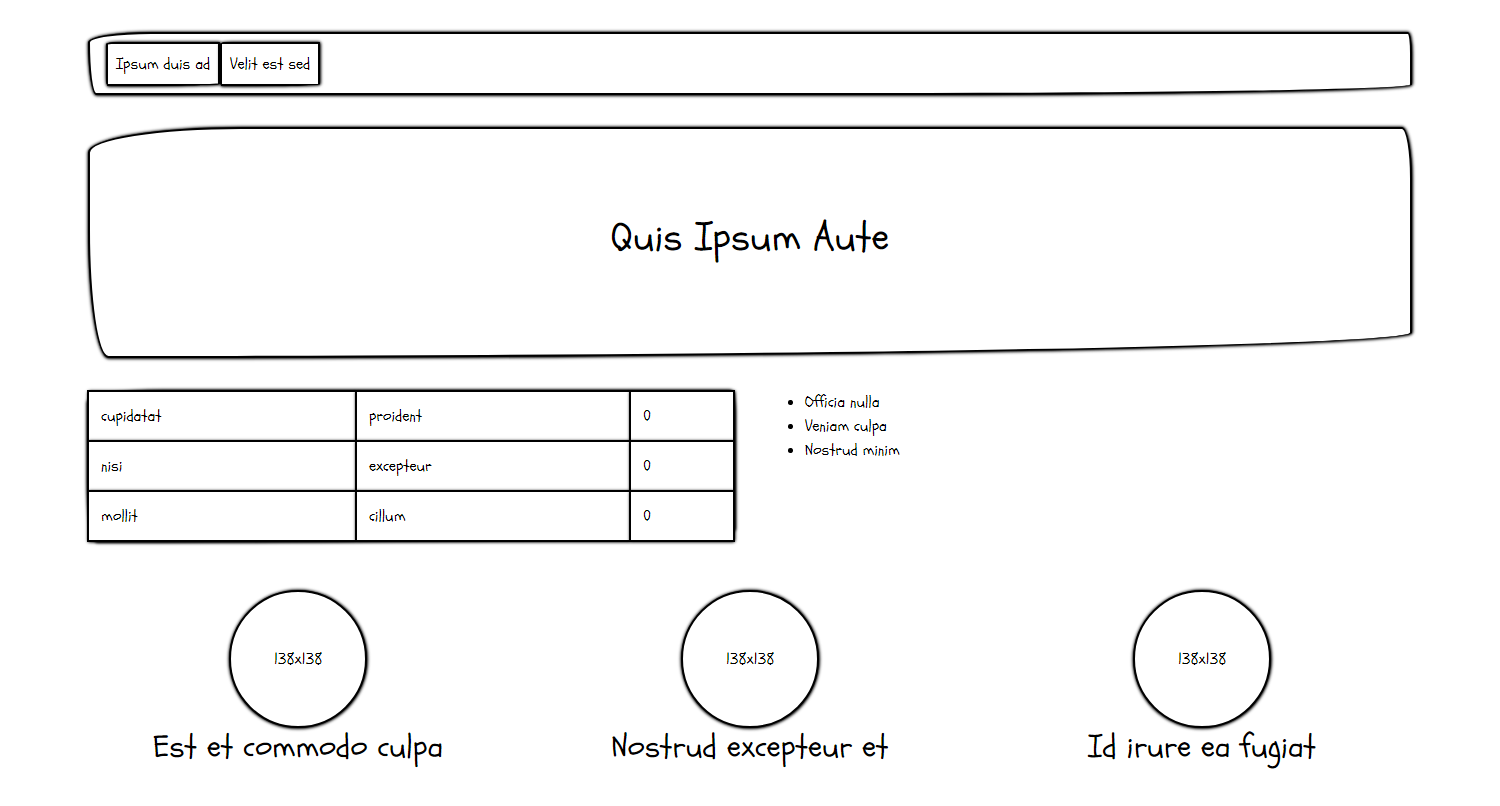 Ipsum duis ad Velit est sed
Quis Ipsum Aute
cupidatat proident 0
nisi excepteur 0
mollit cillum 0
Officia nulla
Veniam culpa
Nostrud minim
138x138 138x138 138x138
Est et commodo culpa Nostrud excepteur et Id irure ea fugiat